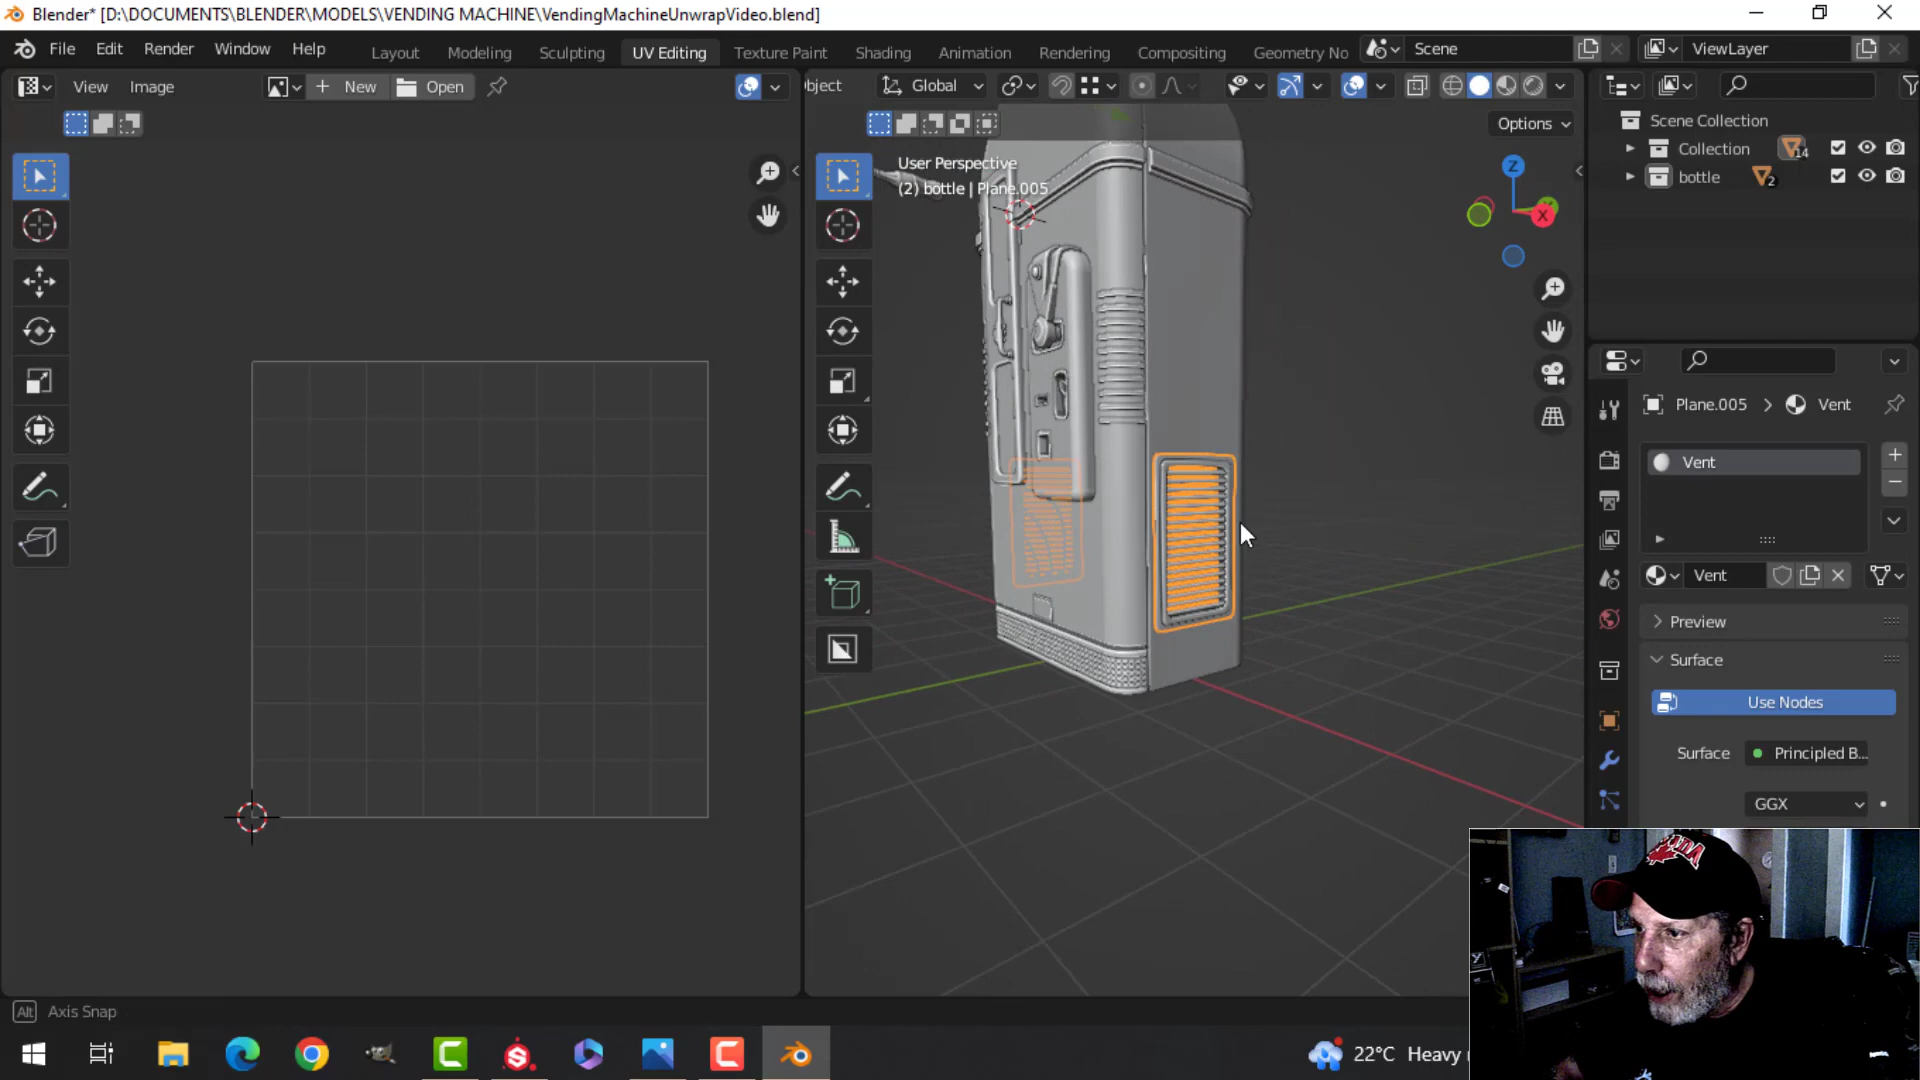 Blender* [D:\DOCUMENTS\BLENDER\MODELS\VENDING MACHINE\VendingMachineUnwrapVideo.blend]
File Edit Render Window Help Layout Modeling Sculpting UV Editing Texture Paint Shading Animation Rendering Compositing Geometry No Scene ViewLayer
View Image New Open bject Global
Options
User Perspective
(2) bottle | Plane.005
Z
X
Scene Collection
Collection 14
bottle 2
Plane.005 > Vent
Vent
Vent
Preview
Surface
Use Nodes
Surface Principled B...
GGX
Alt Axis Snap
22°C Heavy